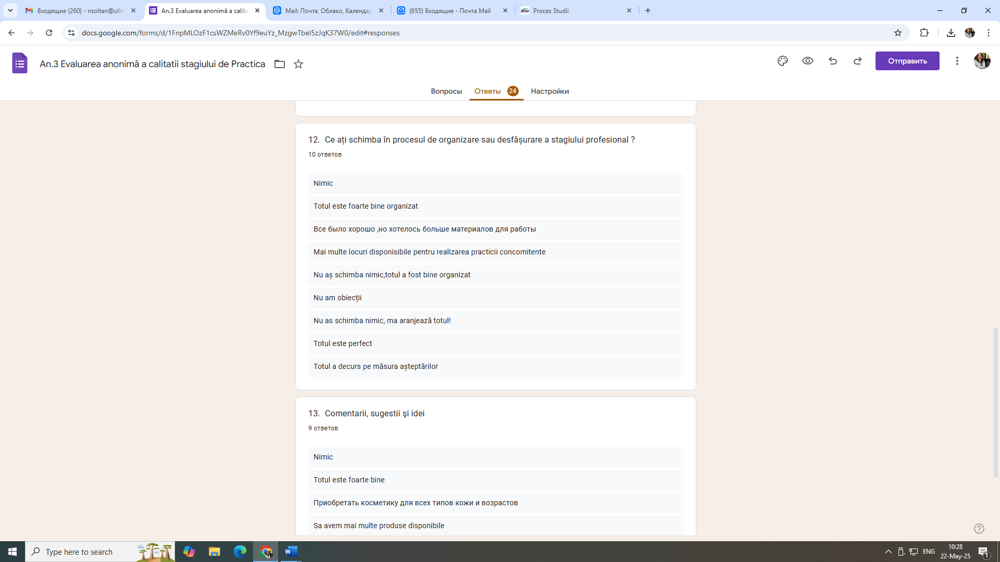 Входящие (260) - nsoltan@ulim
An.3 Evaluarea anonimă a calita
Mail: Почта, Облако, Календар
(655) Входящие - Почта Mail
Proces Studii
docs.google.com/forms/d/1FnpMLOzF1csWZMeRv0Yf9euYz_MzgwTbeI5zJqK37W0/edit#responses
An.3 Evaluarea anonimă a calitatii stagiului de Practica
Отправить
Вопросы
Ответы 24
Настройки
12. Ce ați schimba în procesul de organizare sau desfășurare a stagiului profesional ?
10 ответов
Nimic
Totul este foarte bine organizat
Все было хорошо ,но хотелось больше материалов для работы
Mai multe locuri disponisibile pentru realizarea practicii concomitente
Nu aș schimba nimic,totul a fost bine organizat
Nu am obiecții
Nu as schimba nimic, ma aranjează totul!
Totul este perfect
Totul a decurs pe măsura așteptărilor
13. Comentarii, sugestii şi idei
9 ответов
Nimic
Totul este foarte bine
Приобретать косметику для всех типов кожи и возрастов
Sa avem mai multe produse disponibile
Type here to search
ENG
10:28
22-May-25
1